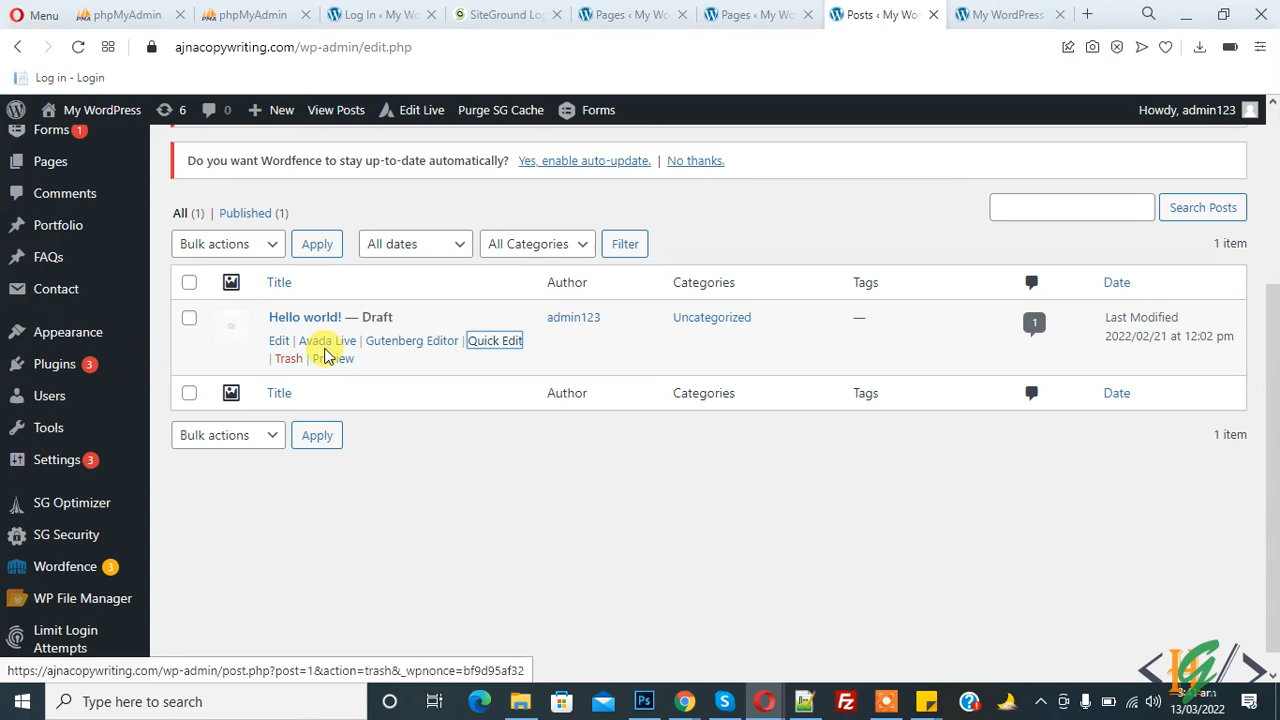 Menu
phpMyAdmin
phpMyAdmin
Log In ‹ My Wo
SiteGround Lo
Pages ‹ My Wo
Pages ‹ My Wo
Posts ‹ My Wor
My WordPress
ajnacopywriting.com/wp-admin/edit.php
Log in - Login
My WordPress 6 0 New View Posts Edit Live Purge SG Cache Forms Howdy, admin123
Forms 1
Pages
Comments
Portfolio
FAQs
Contact
Appearance
Plugins 3
Users
Tools
Settings 3
SG Optimizer
SG Security
Wordfence 3
WP File Manager
Limit Login
Attempts
Do you want Wordfence to stay up-to-date automatically? Yes, enable auto-update. | No thanks.
All (1) | Published (1)
Search Posts
Bulk actions Apply All dates All Categories Filter 1 item
Title Author Categories Tags Date
Hello world! — Draft admin123 Uncategorized — 1 Last Modified
2022/02/21 at 12:02 pm
Edit | Avada Live | Gutenberg Editor | Quick Edit
| Trash | Preview
Title Author Categories Tags Date
Bulk actions Apply 1 item
https://ajnacopywriting.com/wp-admin/post.php?post=1&action=trash&_wpnonce=bf9d95af32
Type here to search
13/03/2022